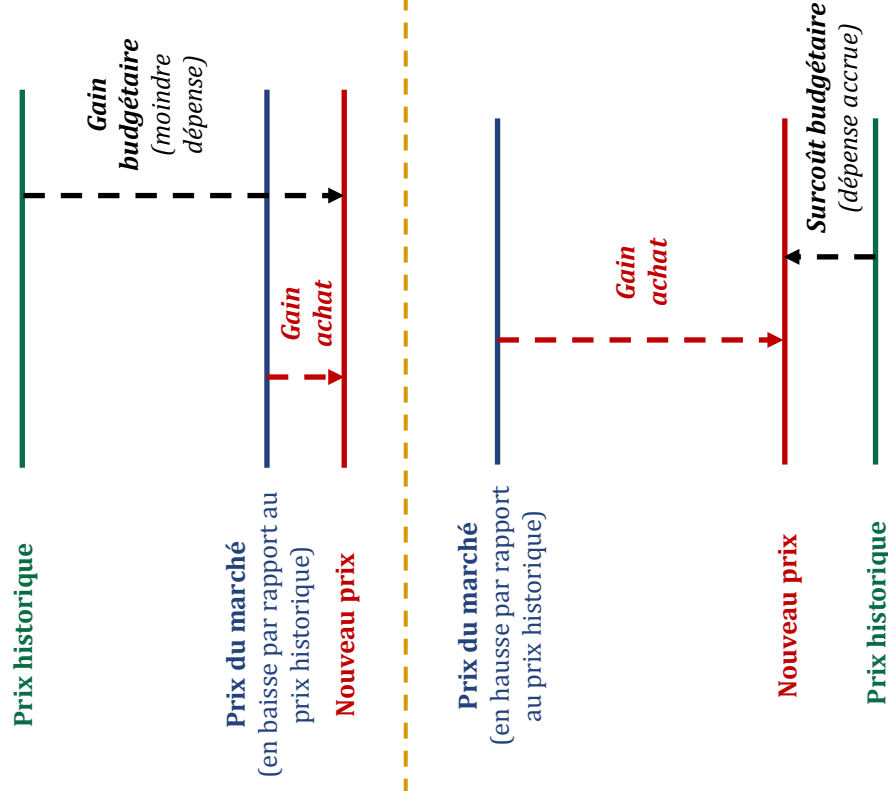 Prix historique
Gain
budgétaire
(moindre
dépense)
Prix du marché
(en baisse par rapport au
prix historique)
Gain
achat
Nouveau prix
Prix du marché
(en hausse par rapport
au prix historique)
Gain
achat
Nouveau prix
Surcoût budgétaire
(dépense accrue)
Prix historique